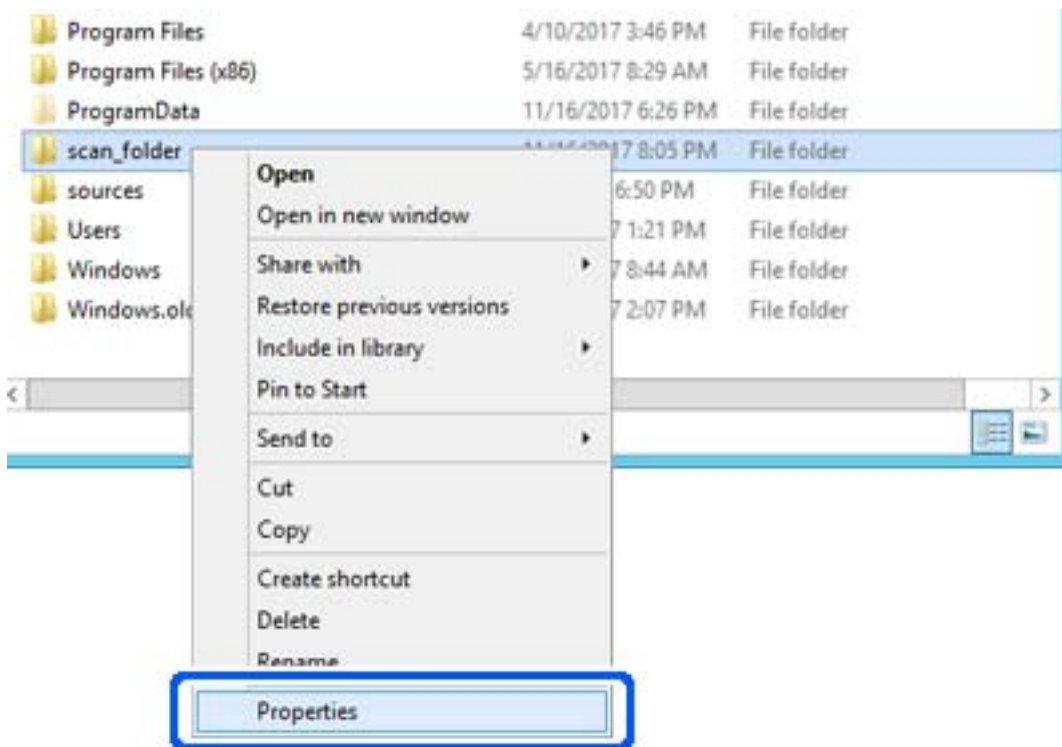 Program Files 4/10/2017 3:46 PM File folder
Program Files (x86) 5/16/2017 8:29 AM File folder
ProgramData 11/16/2017 6:26 PM File folder
scan_folder 17 8:05 PM File folder
sources 6:50 PM File folder
Users 7 1:21 PM File folder
Windows 7 8:44 AM File folder
Windows.old 7 2:07 PM File folder
Open
Open in new window
Share with
Restore previous versions
Include in library
Pin to Start
Send to
Cut
Copy
Create shortcut
Delete
Rename
Properties